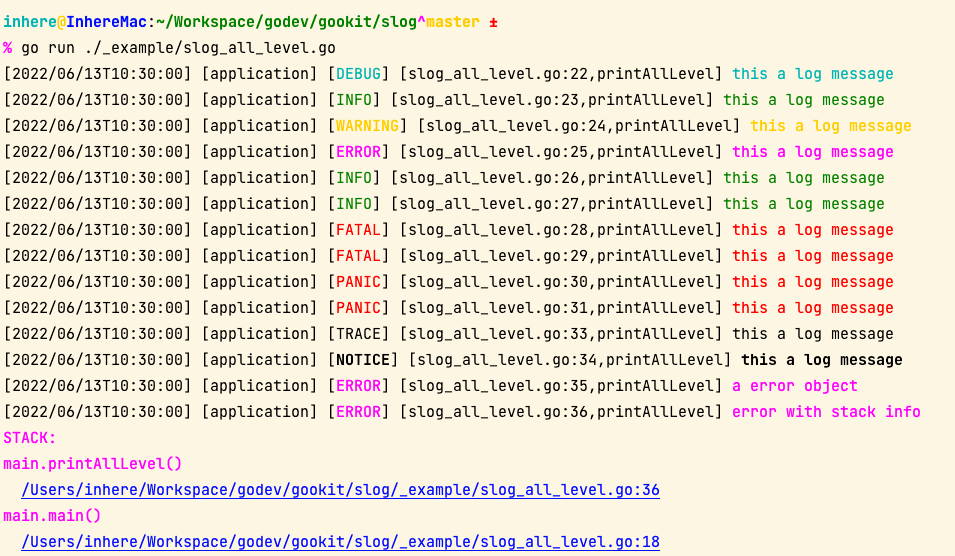 inhere@InhereMac:~/Workspace/godev/gookit/slog^master ±
% go run ./_example/slog_all_level.go
[2022/06/13T10:30:00] [application] [DEBUG] [slog_all_level.go:22,printAllLevel] this a log message
[2022/06/13T10:30:00] [application] [INFO] [slog_all_level.go:23,printAllLevel] this a log message
[2022/06/13T10:30:00] [application] [WARNING] [slog_all_level.go:24,printAllLevel] this a log message
[2022/06/13T10:30:00] [application] [ERROR] [slog_all_level.go:25,printAllLevel] this a log message
[2022/06/13T10:30:00] [application] [INFO] [slog_all_level.go:26,printAllLevel] this a log message
[2022/06/13T10:30:00] [application] [INFO] [slog_all_level.go:27,printAllLevel] this a log message
[2022/06/13T10:30:00] [application] [FATAL] [slog_all_level.go:28,printAllLevel] this a log message
[2022/06/13T10:30:00] [application] [FATAL] [slog_all_level.go:29,printAllLevel] this a log message
[2022/06/13T10:30:00] [application] [PANIC] [slog_all_level.go:30,printAllLevel] this a log message
[2022/06/13T10:30:00] [application] [PANIC] [slog_all_level.go:31,printAllLevel] this a log message
[2022/06/13T10:30:00] [application] [TRACE] [slog_all_level.go:33,printAllLevel] this a log message
[2022/06/13T10:30:00] [application] [NOTICE] [slog_all_level.go:34,printAllLevel] this a log message
[2022/06/13T10:30:00] [application] [ERROR] [slog_all_level.go:35,printAllLevel] a error object
[2022/06/13T10:30:00] [application] [ERROR] [slog_all_level.go:36,printAllLevel] error with stack info
STACK:
main.printAllLevel()
  /Users/inhere/Workspace/godev/gookit/slog/_example/slog_all_level.go:36
main.main()
  /Users/inhere/Workspace/godev/gookit/slog/_example/slog_all_level.go:18